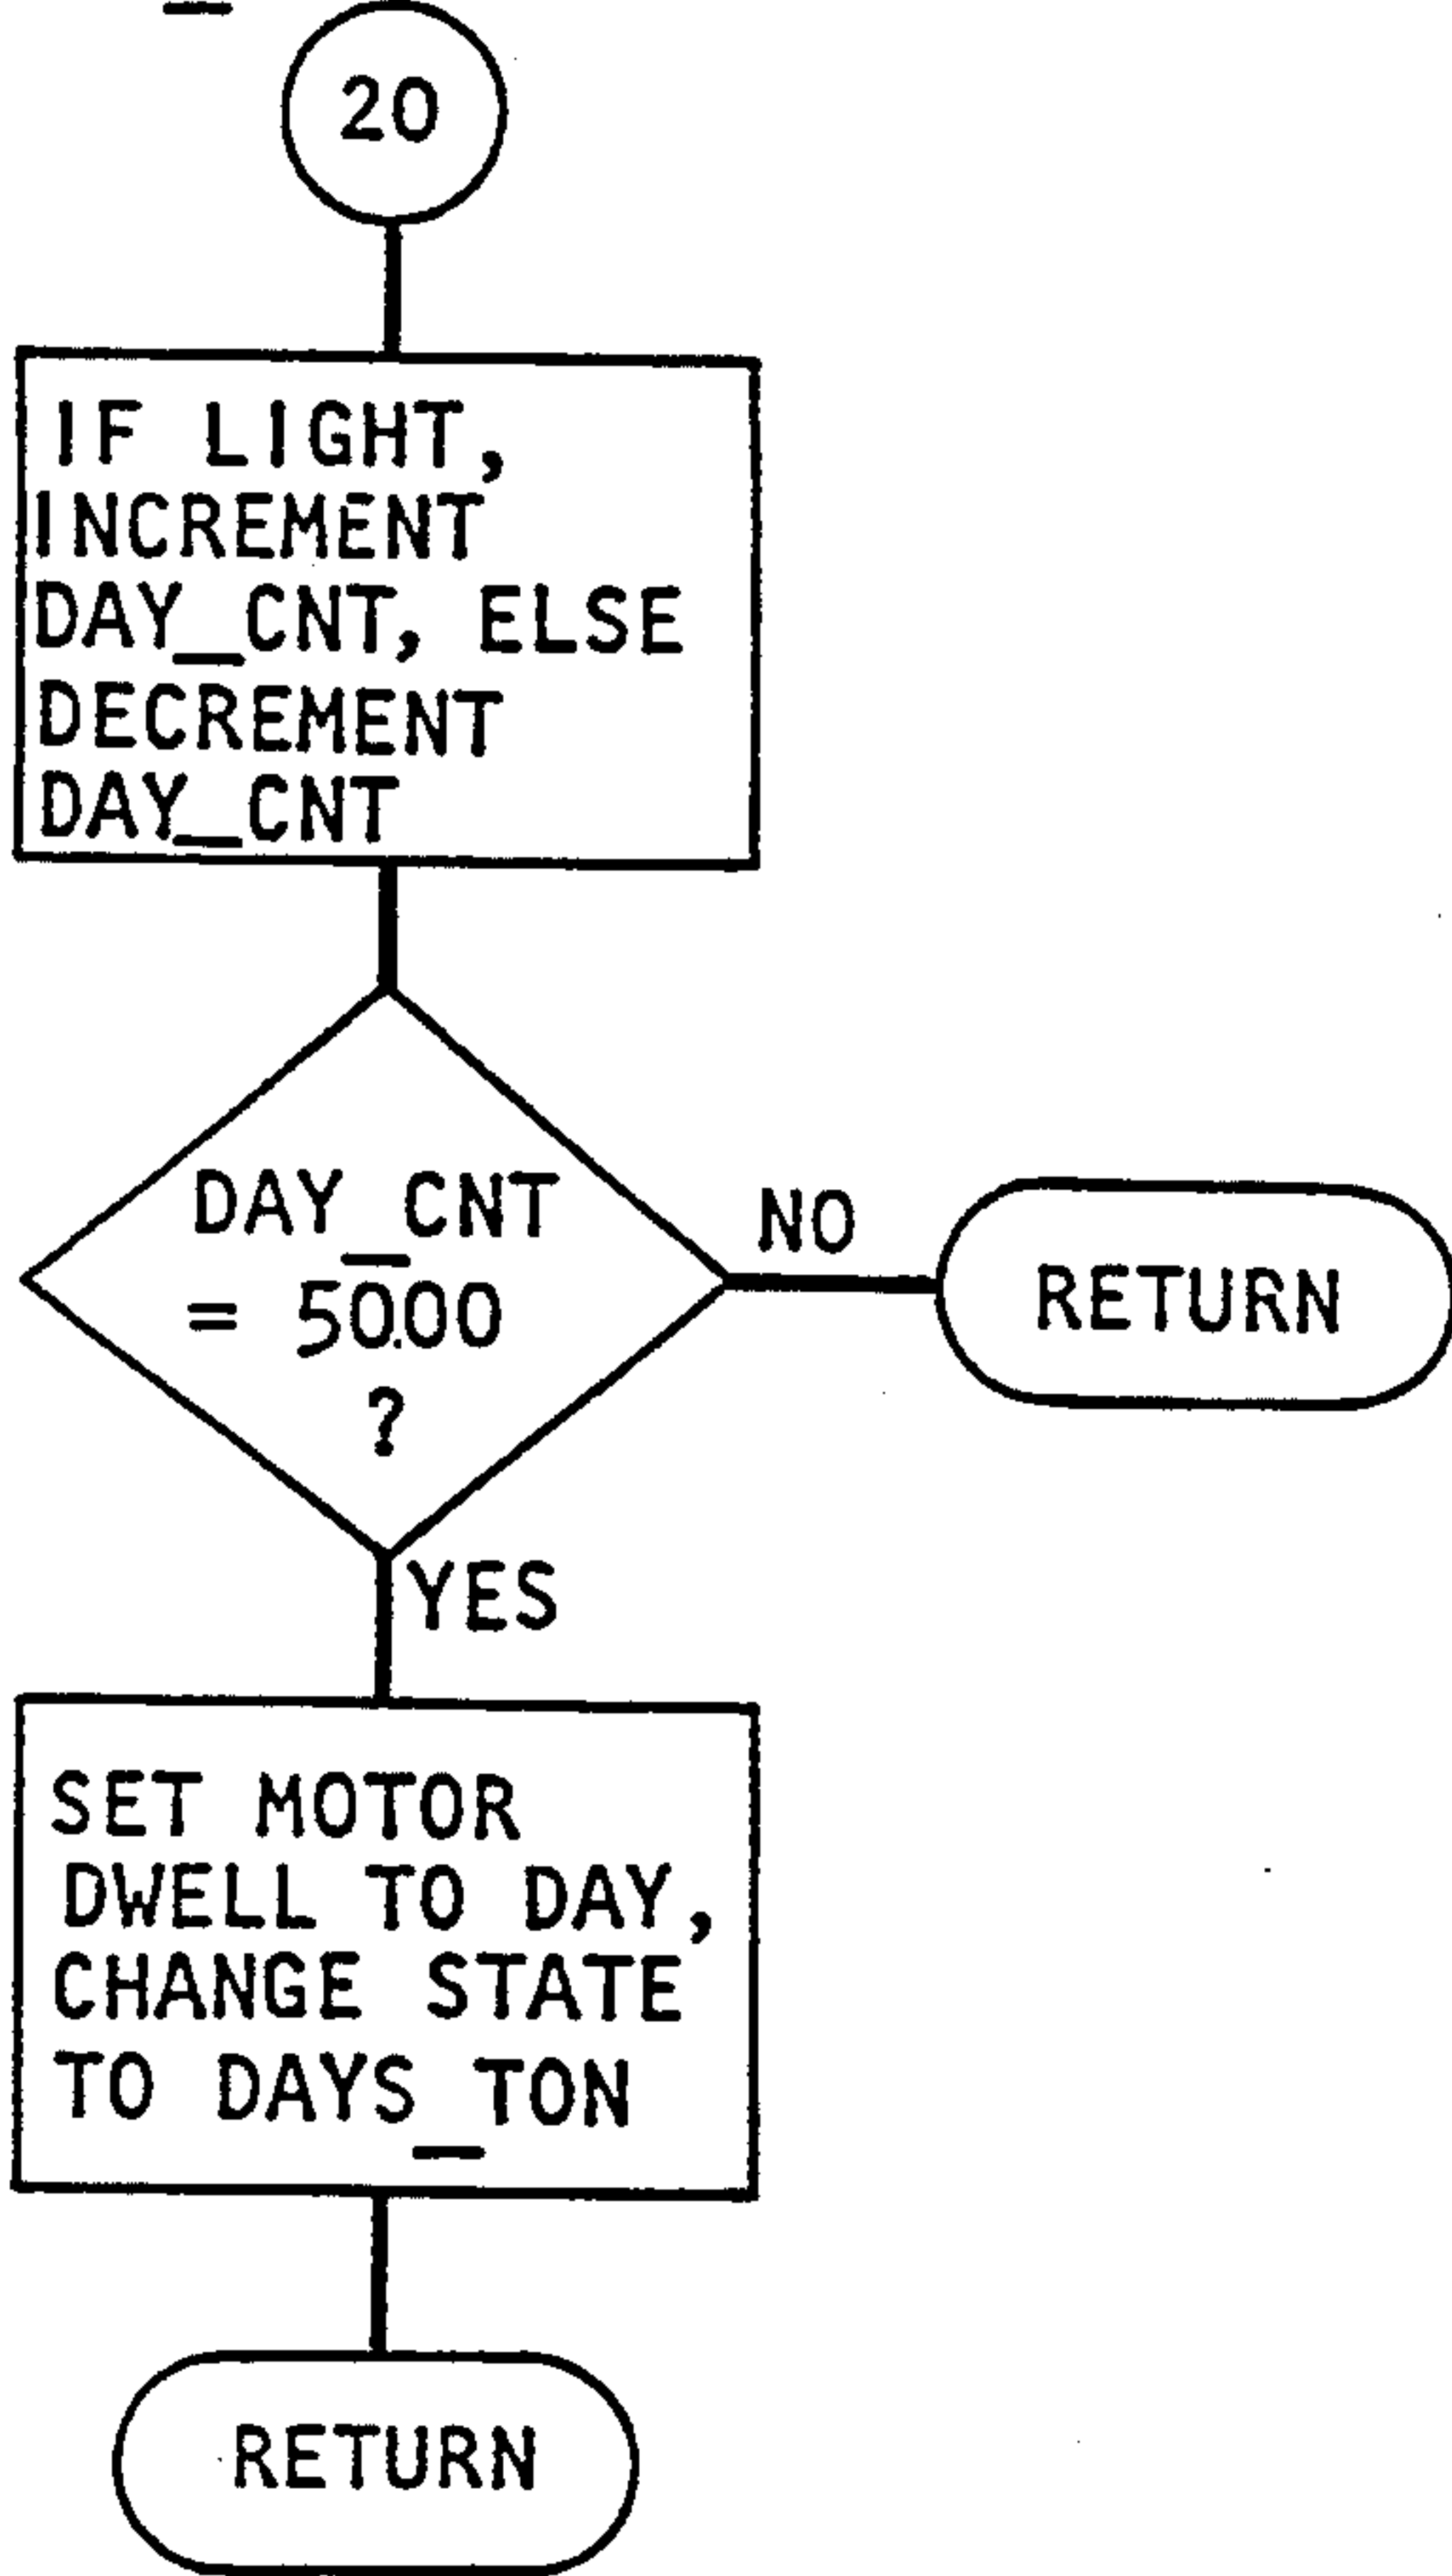 20
IF LIGHT,
INCREMENT
DAY_CNT, ELSE
DECREMENT
DAY_CNT
DAY_CNT
= 5000
?
NO
RETURN
YES
SET MOTOR
DWELL TO DAY,
CHANGE STATE
TO DAYS_TON
RETURN